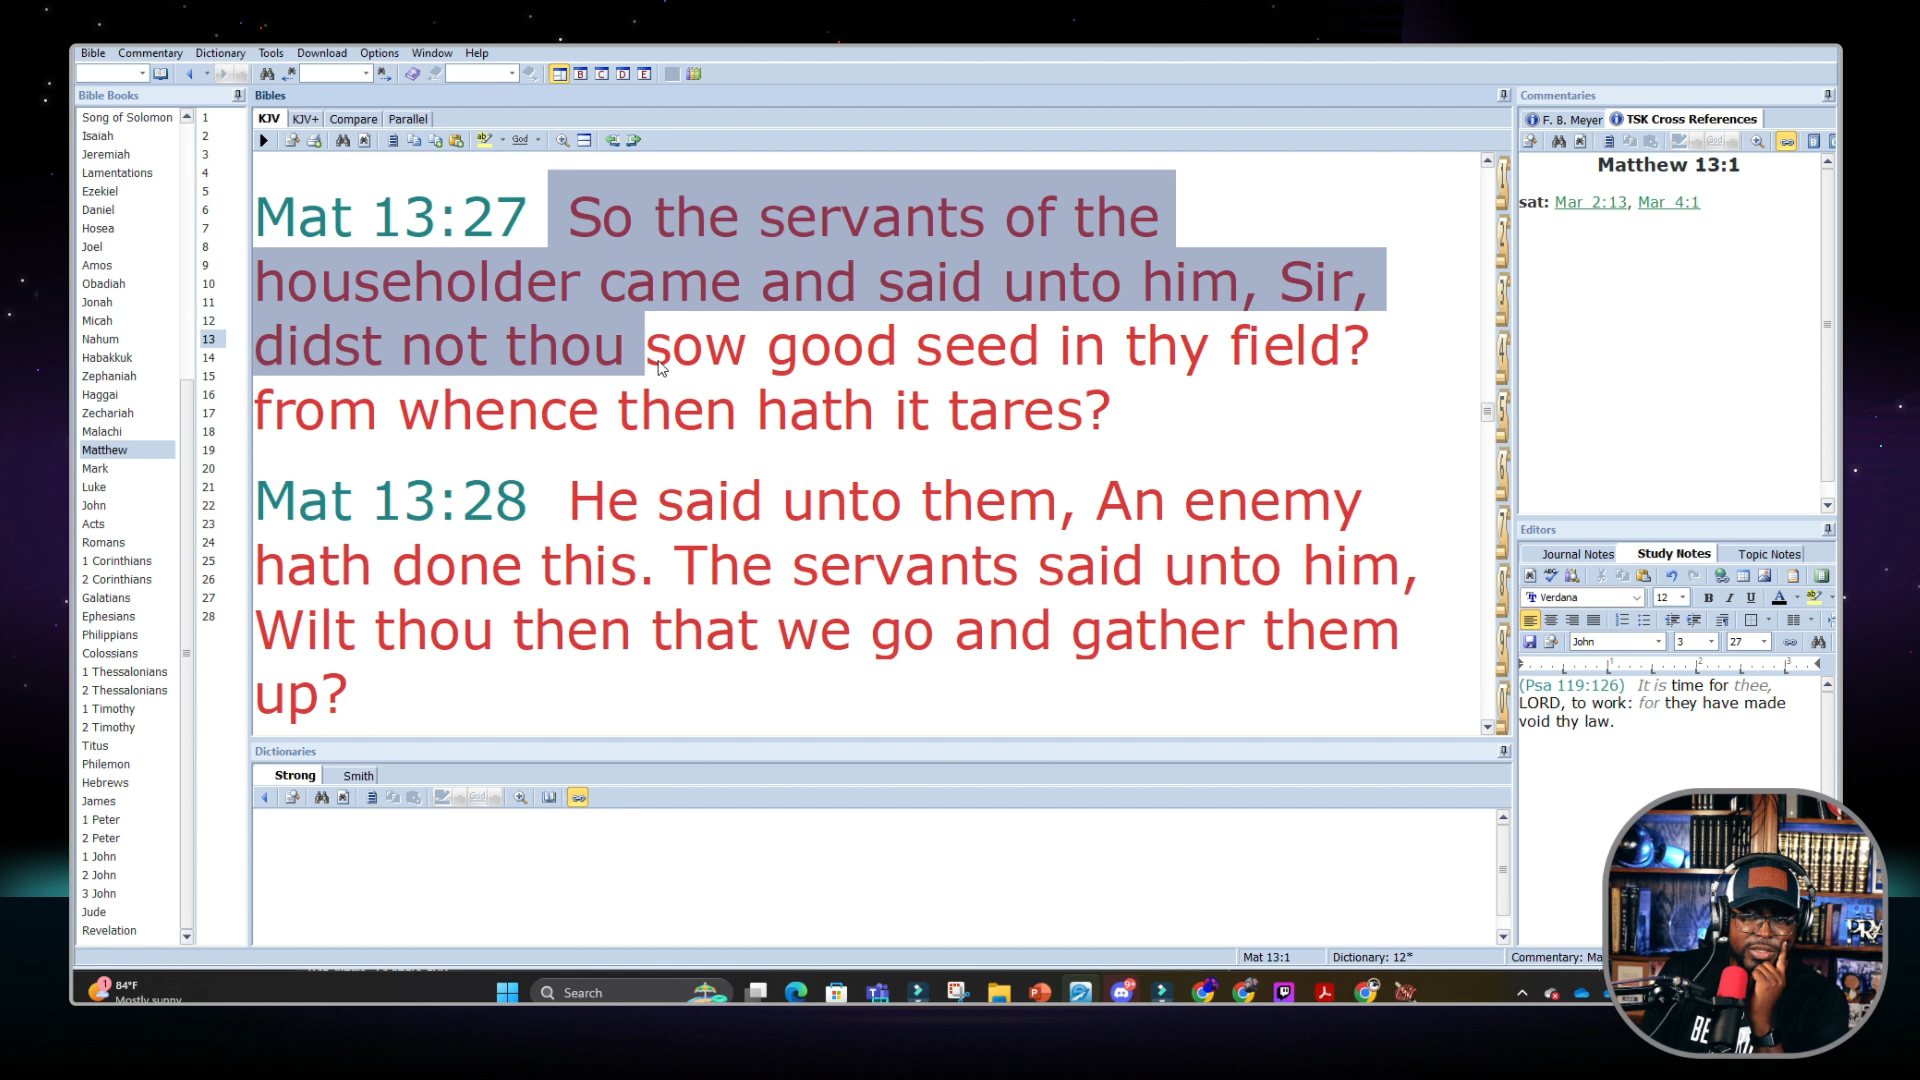 Bible Commentary Dictionary Tools Download Options Window Help
B C D E
Bible Books
Song of Solomon
Isaiah
Jeremiah
Lamentations
Ezekiel
Daniel
Hosea
Joel
Amos
Obadiah
Jonah
Micah
Nahum
Habakkuk
Zephaniah
Haggai
Zechariah
Malachi
Matthew
Mark
Luke
John
Acts
Romans
1 Corinthians
2 Corinthians
Galatians
Ephesians
Philippians
Colossians
1 Thessalonians
2 Thessalonians
1 Timothy
2 Timothy
Titus
Philemon
Hebrews
James
1 Peter
2 Peter
1 John
2 John
3 John
Jude
Revelation
1
2
3
4
5
6
7
8
9
10
11
12
13
14
15
16
17
18
19
20
21
22
23
24
25
26
27
28
Bibles
KJV KJV+ Compare Parallel
God
Mat 13:27 So the servants of the
householder came and said unto him, Sir,
didst not thou sow good seed in thy field?
from whence then hath it tares?
Mat 13:28 He said unto them, An enemy
hath done this. The servants said unto him,
Wilt thou then that we go and gather them
up?
Dictionaries
Strong Smith
God
Mat 13:1 Dictionary: 12* Commentary: Ma
Commentaries
F. B. Meyer TSK Cross References
God
Matthew 13:1
sat: Mar 2:13, Mar 4:1
Editors
Journal Notes Study Notes Topic Notes
Verdana 12 B I U A
John 3 27
1 2 3
(Psa 119:126) It is time for thee,
LORD, to work: for they have made
void thy law.
1 84°F
Mostly sunny
Search
9+
BE